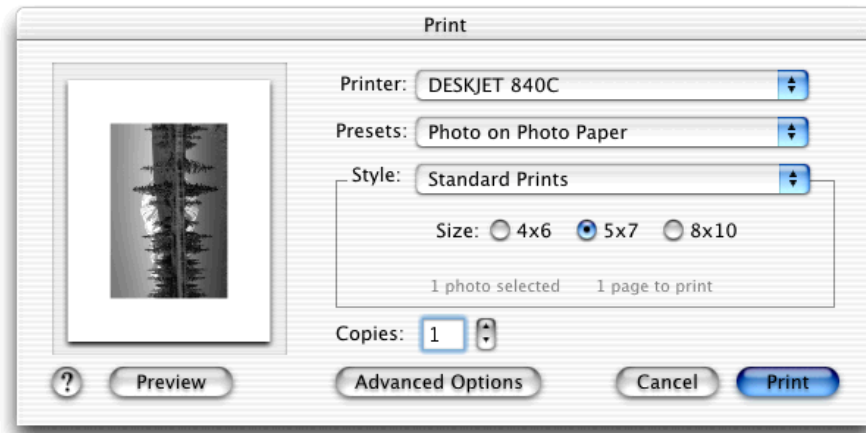 Print
Printer: DESKJET 840C
Presets: Photo on Photo Paper
Style: Standard Prints
Size: 4x6 5x7 8x10
1 photo selected 1 page to print
Copies: 1
? Preview Advanced Options Cancel Print